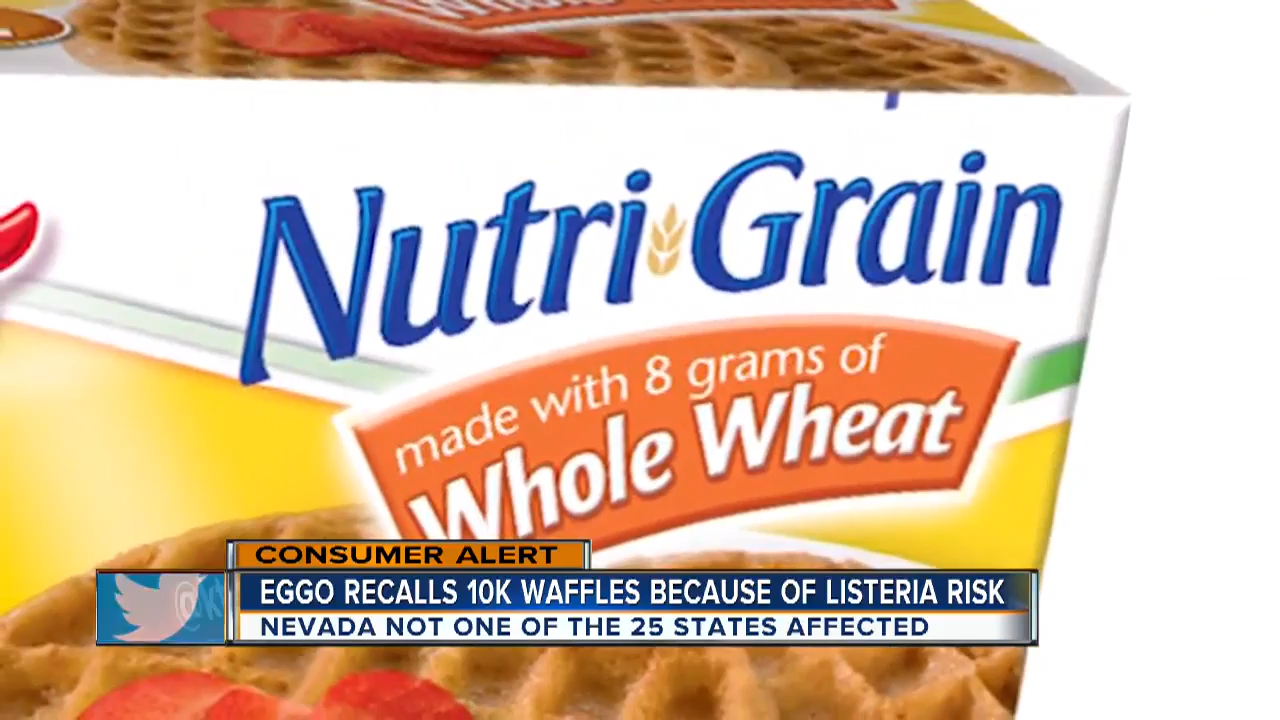 Nutri Grain
made with 8 grams of
Whole Wheat
CONSUMER ALERT
EGGO RECALLS 10K WAFFLES BECAUSE OF LISTERIA RISK
NEVADA NOT ONE OF THE 25 STATES AFFECTED